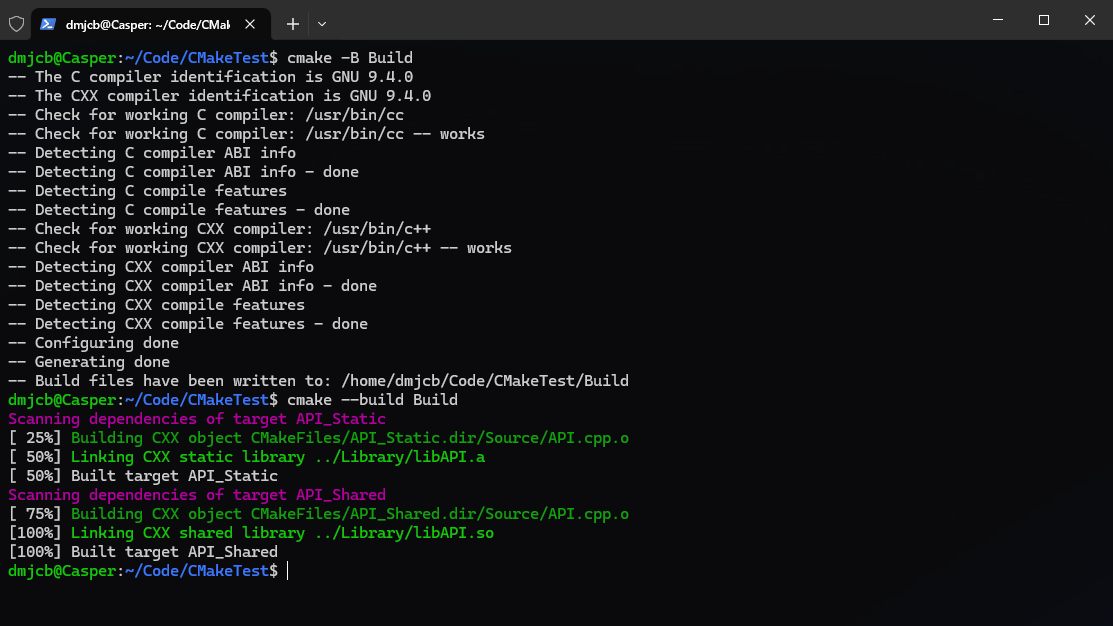 dmjcb@Casper: ~/Code/CMal
dmjcb@Casper:~/Code/CMakeTest$ cmake -B Build
-- The C compiler identification is GNU 9.4.0
-- The CXX compiler identification is GNU 9.4.0
-- Check for working C compiler: /usr/bin/cc
-- Check for working C compiler: /usr/bin/cc -- works
-- Detecting C compiler ABI info
-- Detecting C compiler ABI info - done
-- Detecting C compile features
-- Detecting C compile features - done
-- Check for working CXX compiler: /usr/bin/c++
-- Check for working CXX compiler: /usr/bin/c++ -- works
-- Detecting CXX compiler ABI info
-- Detecting CXX compiler ABI info - done
-- Detecting CXX compile features
-- Detecting CXX compile features - done
-- Configuring done
-- Generating done
-- Build files have been written to: /home/dmjcb/Code/CMakeTest/Build
dmjcb@Casper:~/Code/CMakeTest$ cmake --build Build
Scanning dependencies of target API_Static
[ 25%] Building CXX object CMakeFiles/API_Static.dir/Source/API.cpp.o
[ 50%] Linking CXX static library ../Library/libAPI.a
[ 50%] Built target API_Static
Scanning dependencies of target API_Shared
[ 75%] Building CXX object CMakeFiles/API_Shared.dir/Source/API.cpp.o
[100%] Linking CXX shared library ../Library/libAPI.so
[100%] Built target API_Shared
dmjcb@Casper:~/Code/CMakeTest$